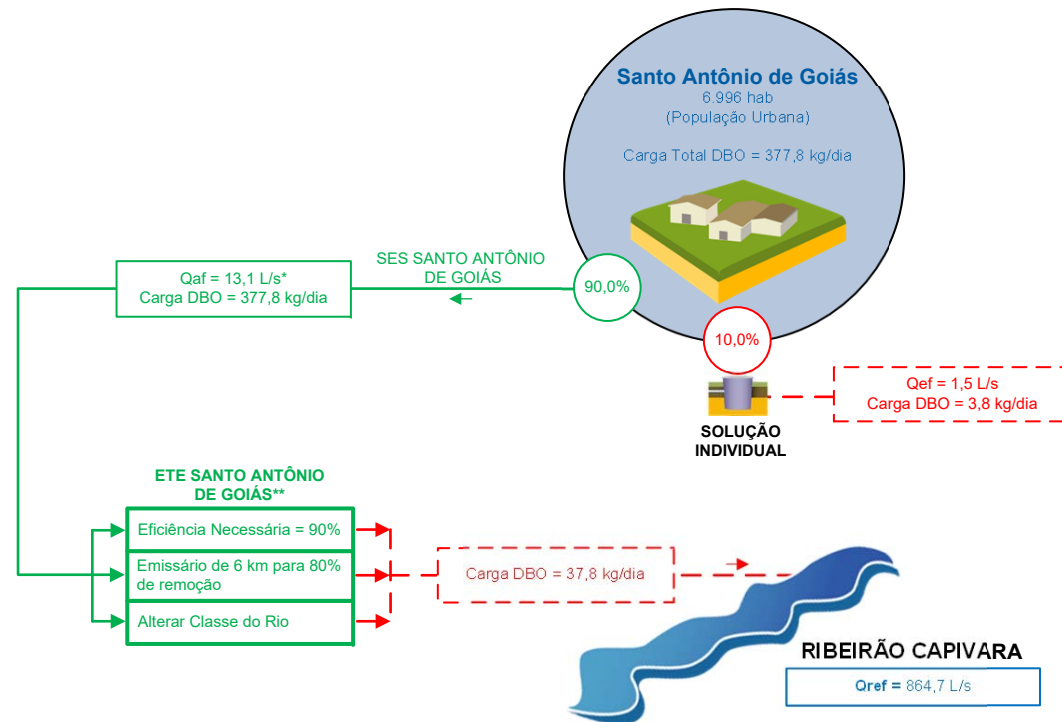 Santo Antônio de Goiás
6.996 hab
(População Urbana)
Carga Total DBO = 377,8 kg/dia
90,0%
10,0%
SES SANTO ANTÔNIO
DE GOIÁS
Qaf = 13,1 L/s*
Carga DBO = 377,8 kg/dia
Qef = 1,5 L/s
Carga DBO = 3,8 kg/dia
SOLUÇÃO
INDIVIDUAL
ETE SANTO ANTÔNIO
DE GOIÁS**
Eficiência Necessária = 90%
Emissário de 6 km para 80%
de remoção
Alterar Classe do Rio
Carga DBO = 37,8 kg/dia
RIBEIRÃO CAPIVARA
Qref = 864,7 L/s